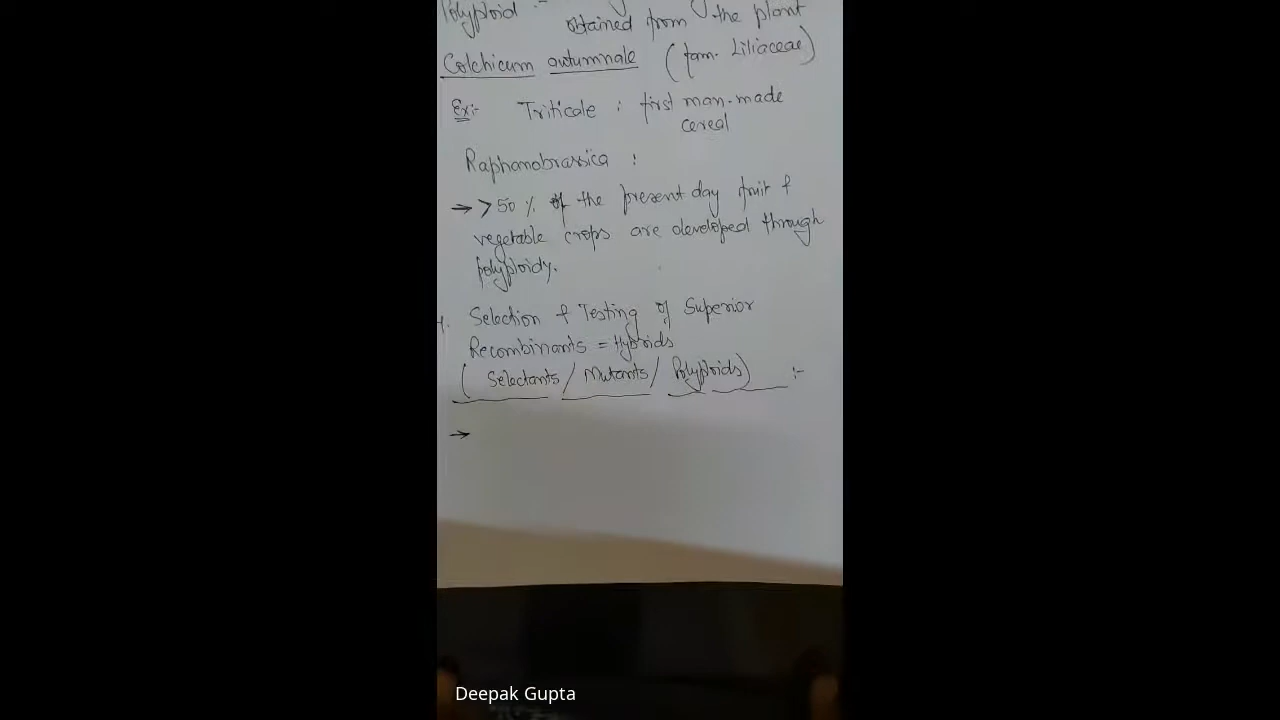 Polyploid :-
obtained from the plant
Colchicum autumnale (fam- Liliaceae)
Ex:- Triticale : first man-made
cereal
Raphanobrassica :
→ > 50 % of the present day fruit &
vegetable crops are developed through
polyploidy.
Selection & Testing of Superior
Recombinants = Hybrids
(Selectants / Mutants / Polyploids) :-
→
Deepak Gupta